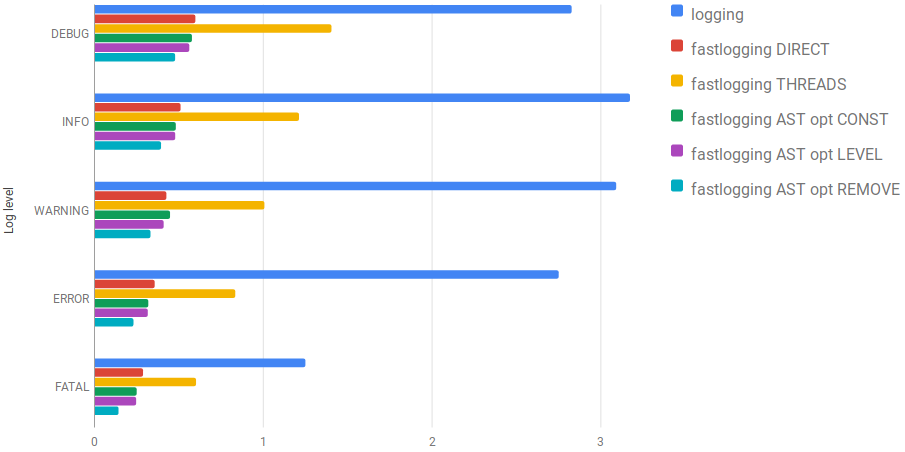 logging
fastlogging DIRECT
fastlogging THREADS
fastlogging AST opt CONST
fastlogging AST opt LEVEL
fastlogging AST opt REMOVE
Log level
DEBUG
INFO
WARNING
ERROR
FATAL
0 1 2 3